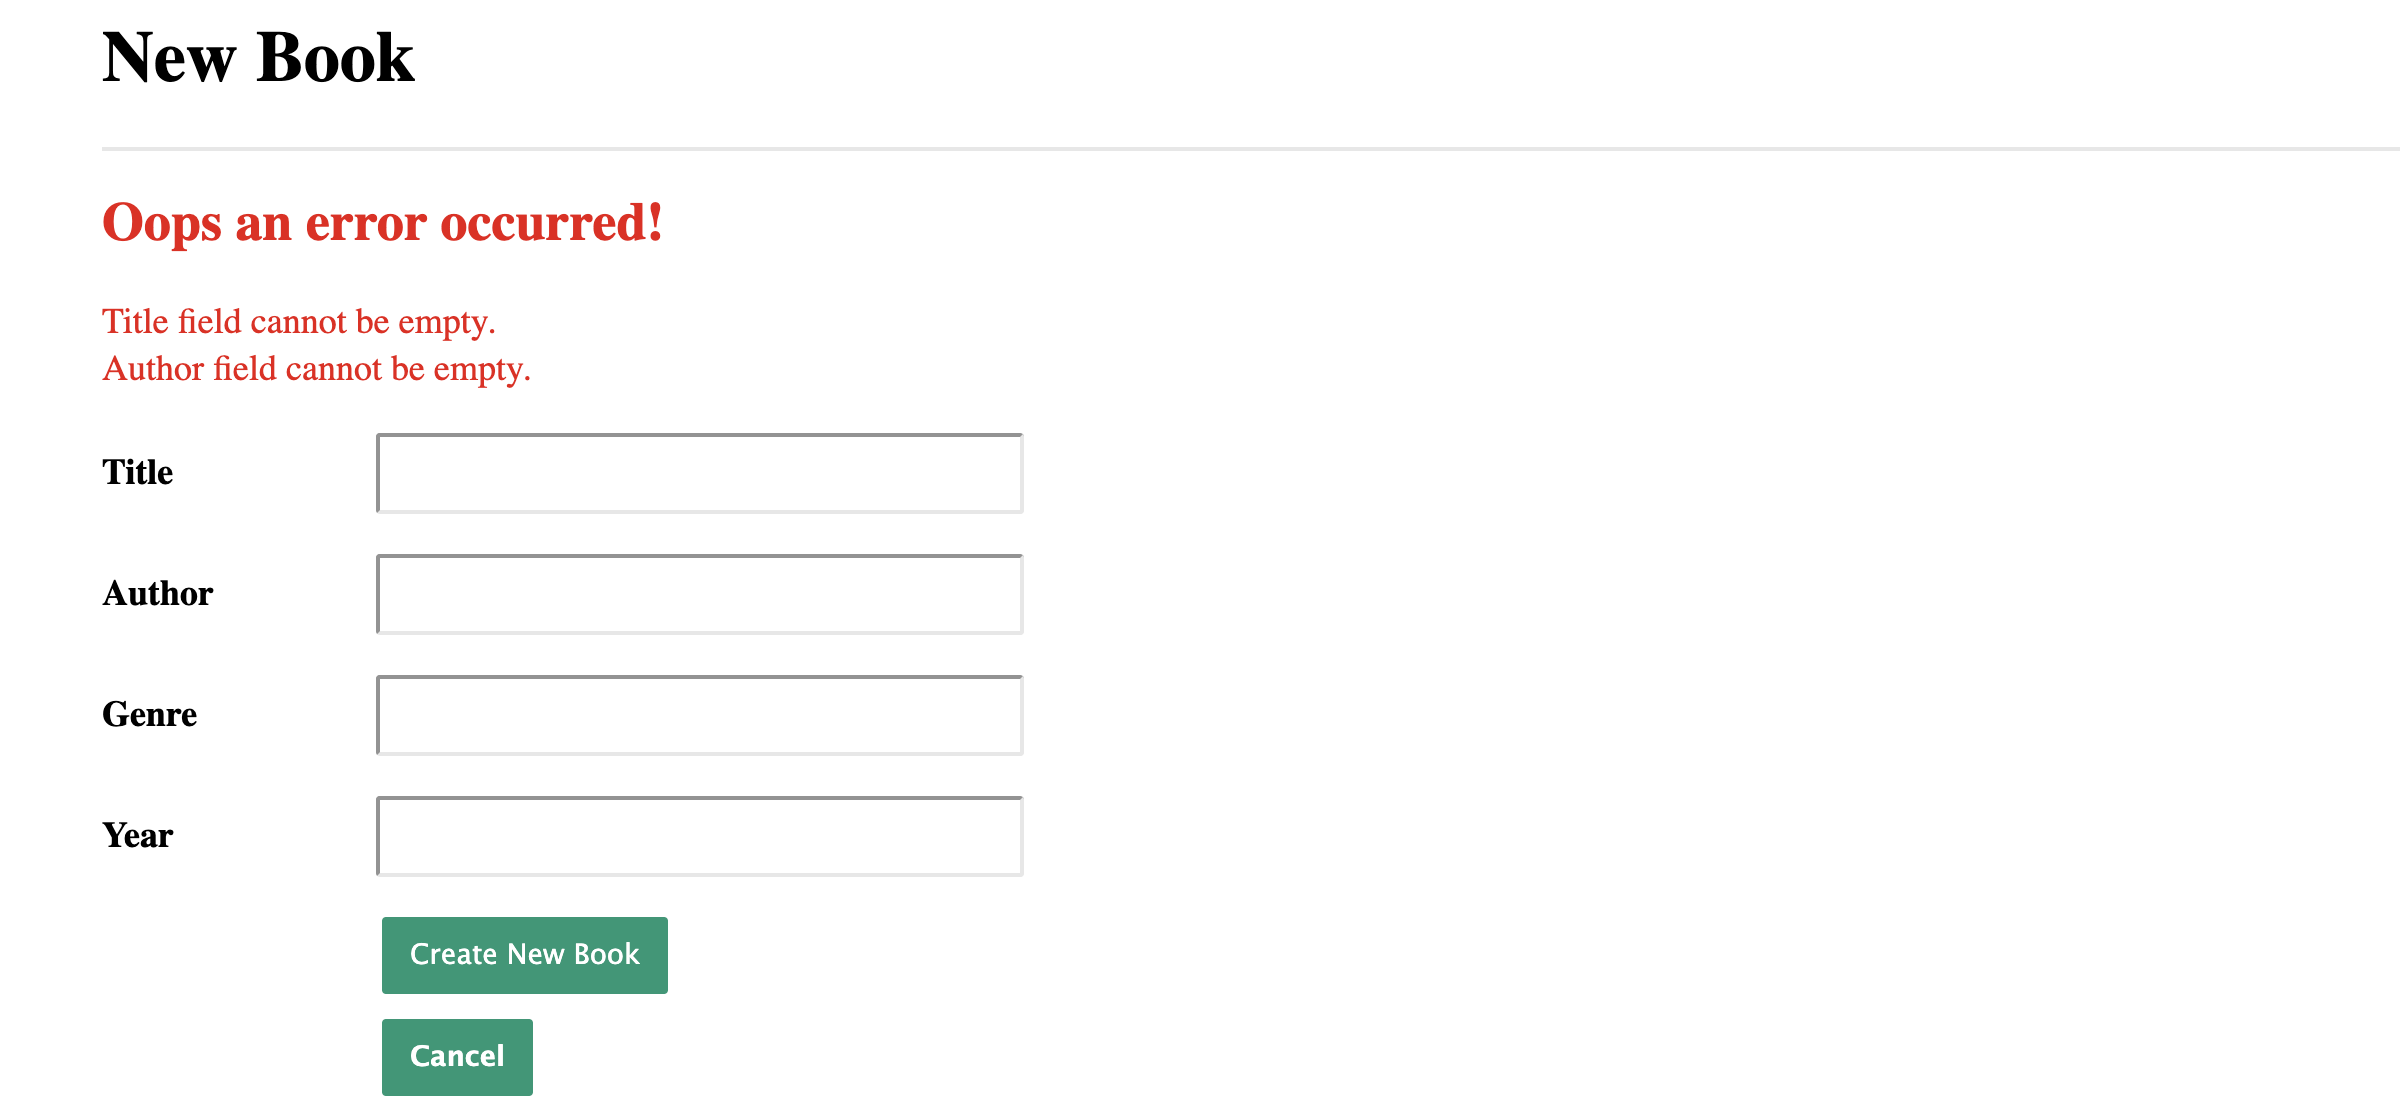 New Book
Oops an error occurred!
Title field cannot be empty.
Author field cannot be empty.
Title
Author
Genre
Year
Create New Book
Cancel